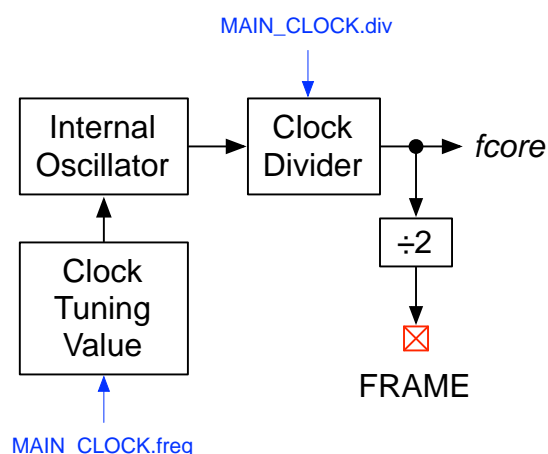 MAIN_CLOCK.div
Internal
Oscillator
Clock
Divider
fcore
÷2
Clock
Tuning
Value
FRAME
MAIN_CLOCK.freq